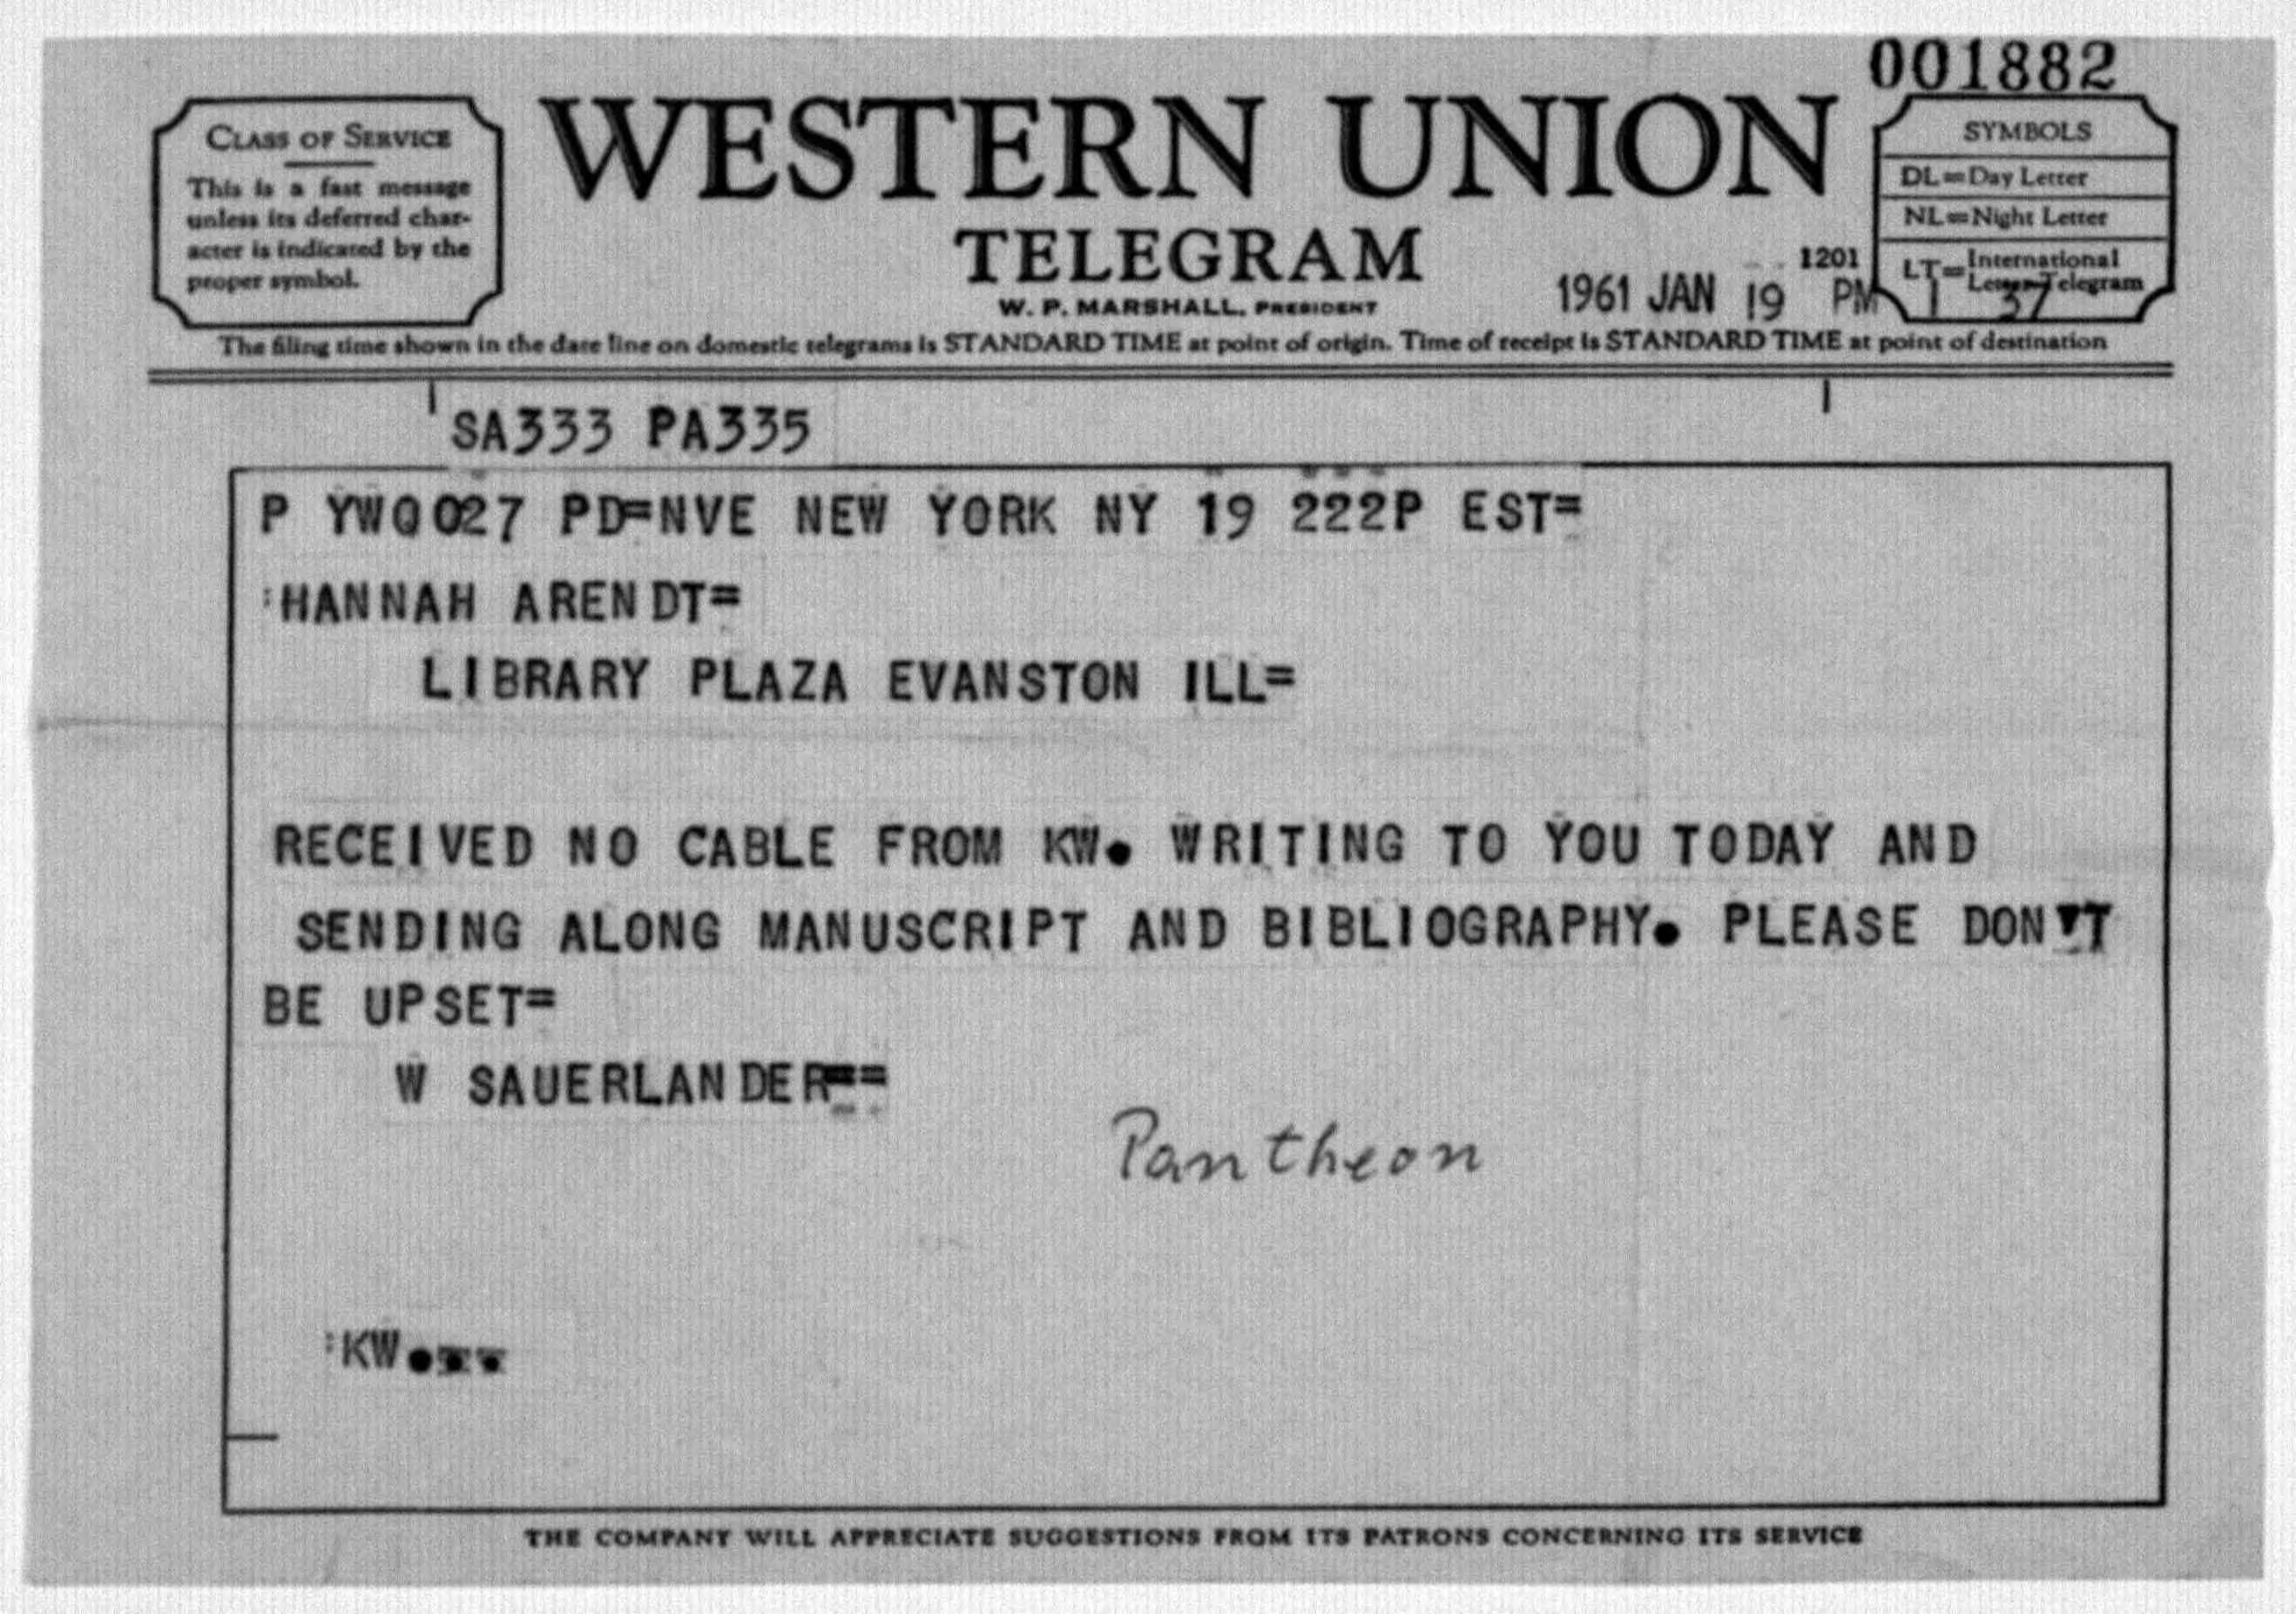 001882
CLASS OF SERVICE
This is a fast message
unless its deferred char-
acter is indicated by the
proper symbol.
WESTERN UNION
TELEGRAM
W. P. MARSHALL, PRESIDENT
1201
1961 JAN 19 PM 1 37
SYMBOLS
DL=Day Letter
NL=Night Letter
LT=International
Letter Telegram
The filing time shown in the date line on domestic telegrams is STANDARD TIME at point of origin. Time of receipt is STANDARD TIME at point of destination
SA333 PA335
P YWQ027 PD=NVE NEW YORK NY 19 222P EST=
:HANNAH ARENDT=
LIBRARY PLAZA EVANSTON ILL=
RECEIVED NO CABLE FROM KW. WRITING TO YOU TODAY AND
SENDING ALONG MANUSCRIPT AND BIBLIOGRAPHY. PLEASE DON'T
BE UPSET=
W SAUERLANDER==
Pantheon
:KW...
THE COMPANY WILL APPRECIATE SUGGESTIONS FROM ITS PATRONS CONCERNING ITS SERVICE